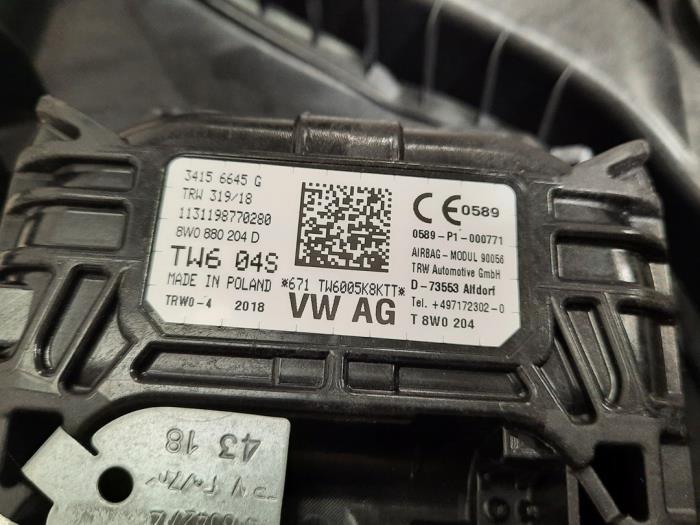 3415 6645 G
TRW 319/18
1131198770280
8W0 880 204 D
TW6 04S
MADE IN POLAND
TRW0-4 2018
*671 TW6005K8KTT*
VW AG
CE 0589
0589-P1-000771
AIRBAG-MODUL 90056
TRW Automotive GmbH
D-73553 Alfdorf
Tel. +497172302-0
T 8W0 204
43 18